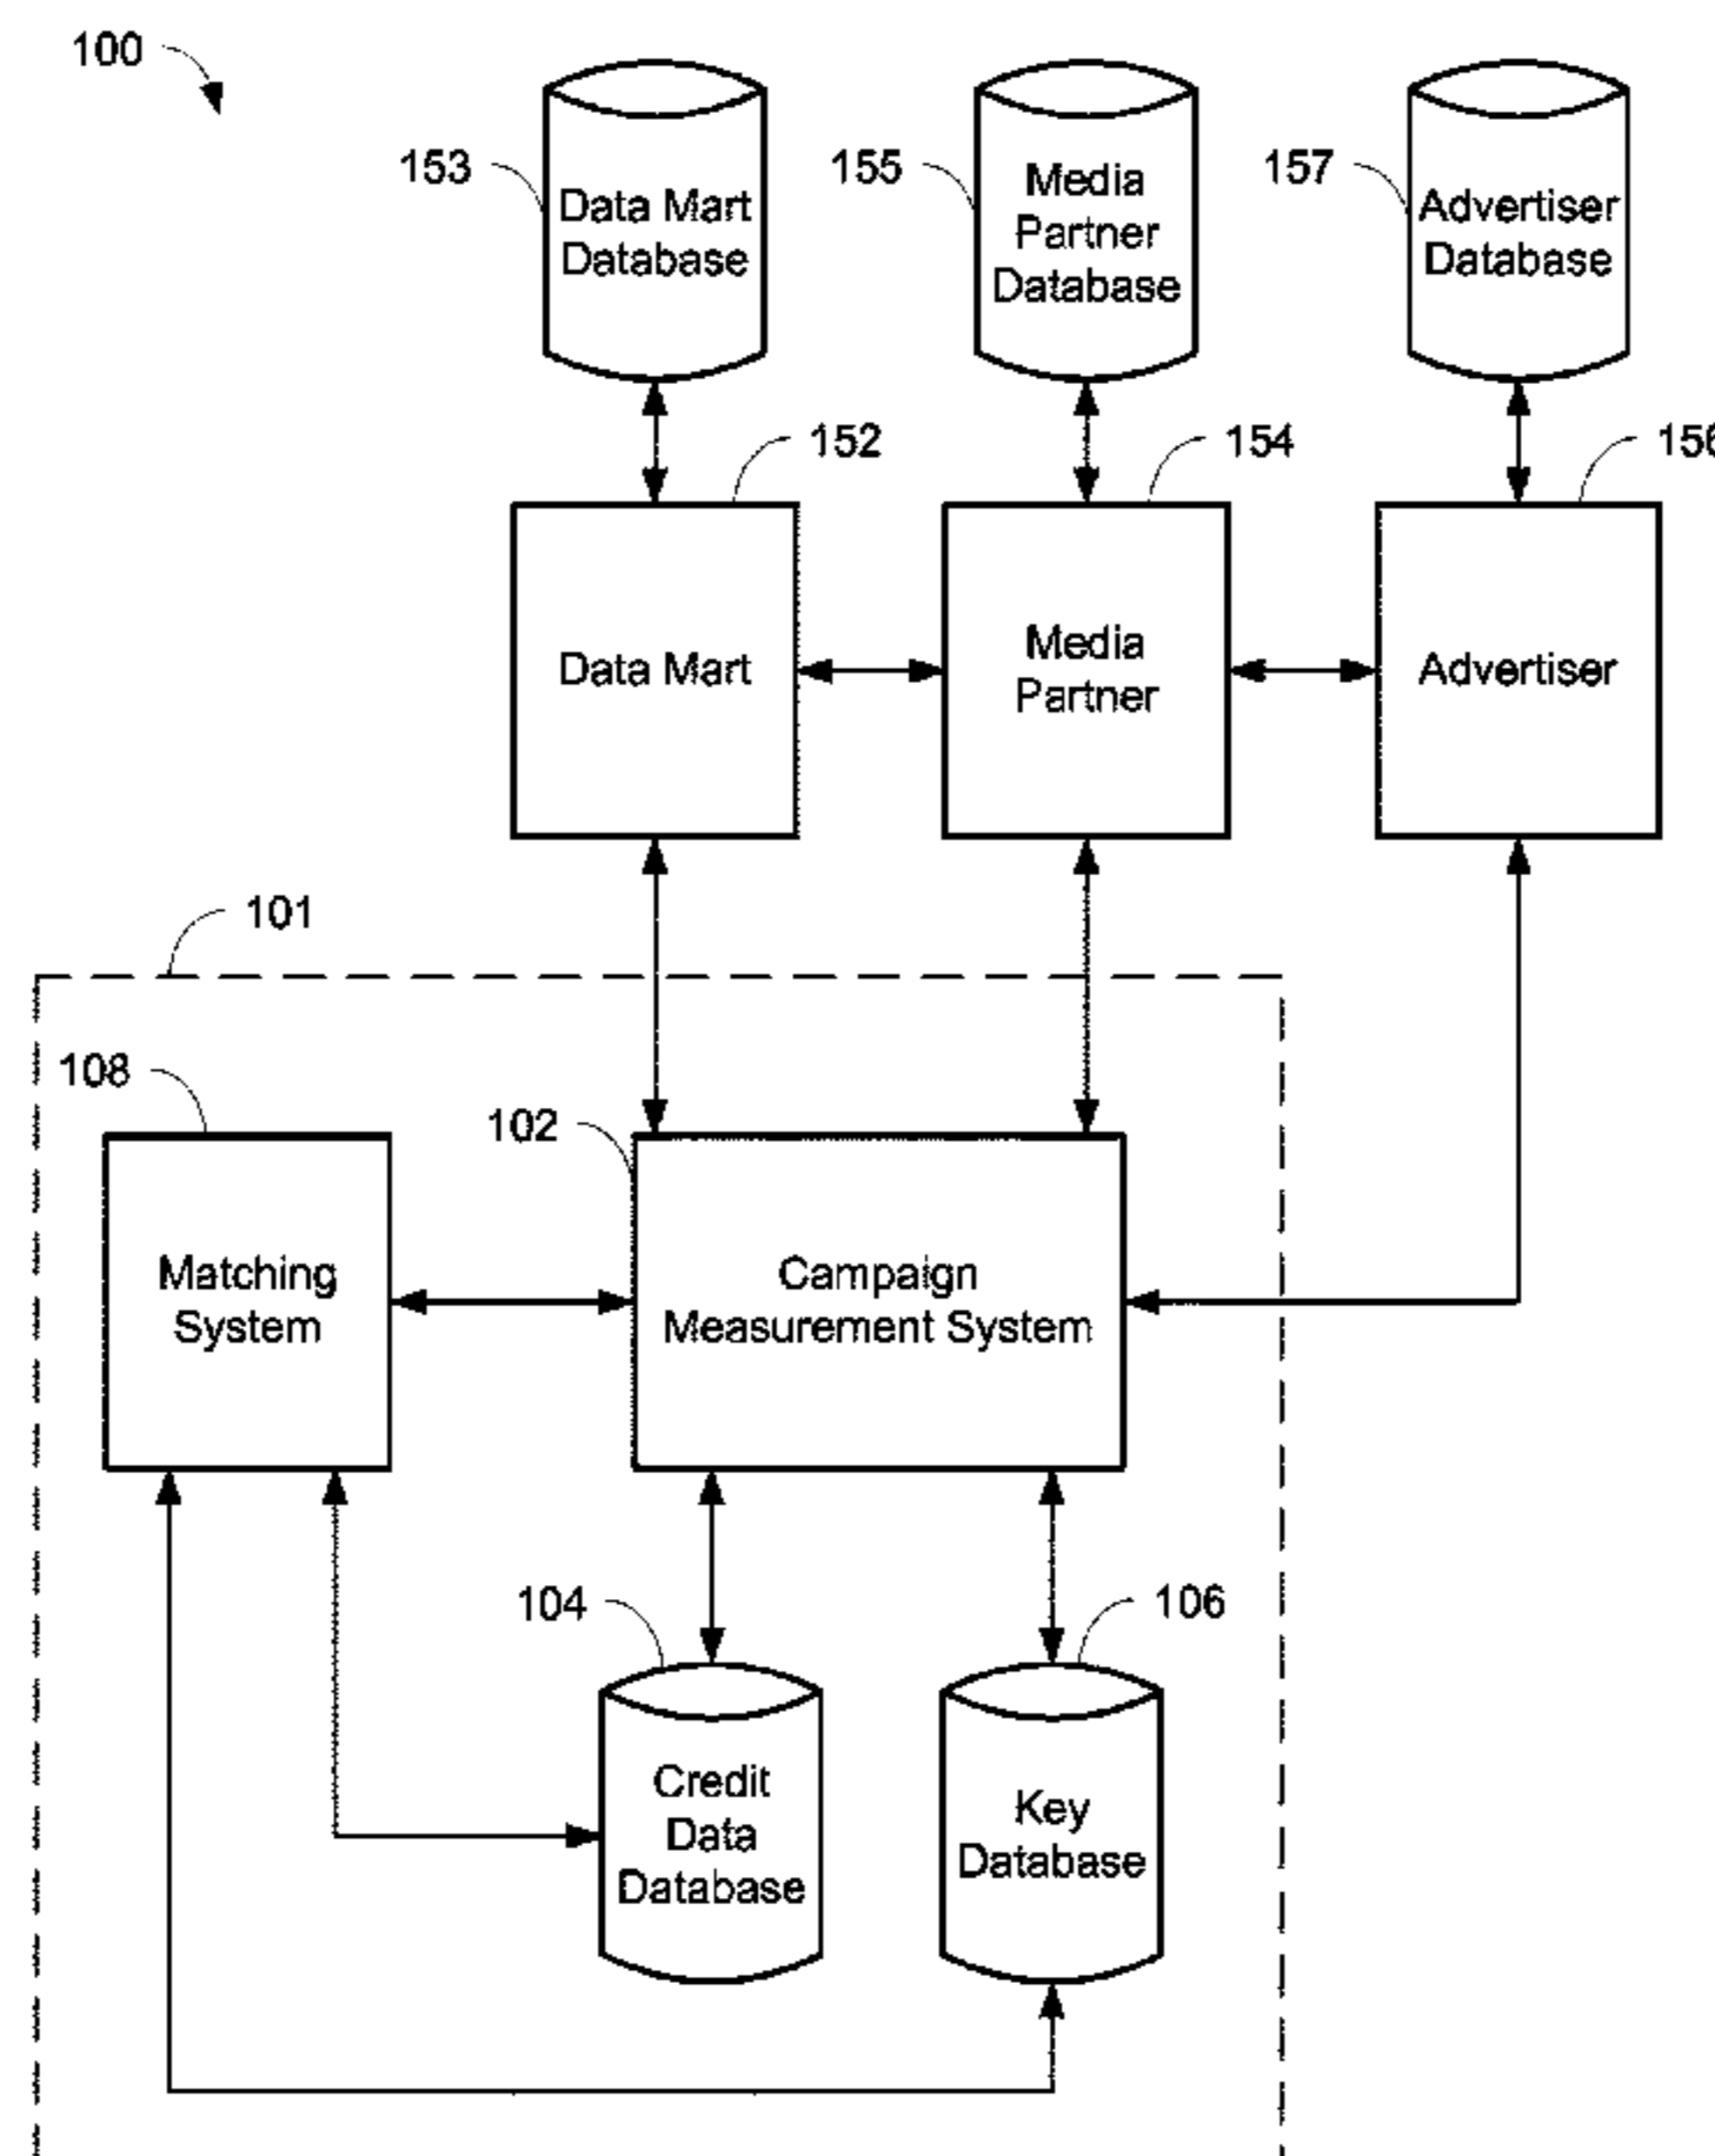 100
153
Data Mart
Database
155
Media
Partner
Database
157
Advertiser
Database
152
154
156
Data Mart
Media
Partner
Advertiser
101
108
102
Matching
System
Campaign
Measurement System
104
106
Credit
Data
Database
Key
Database